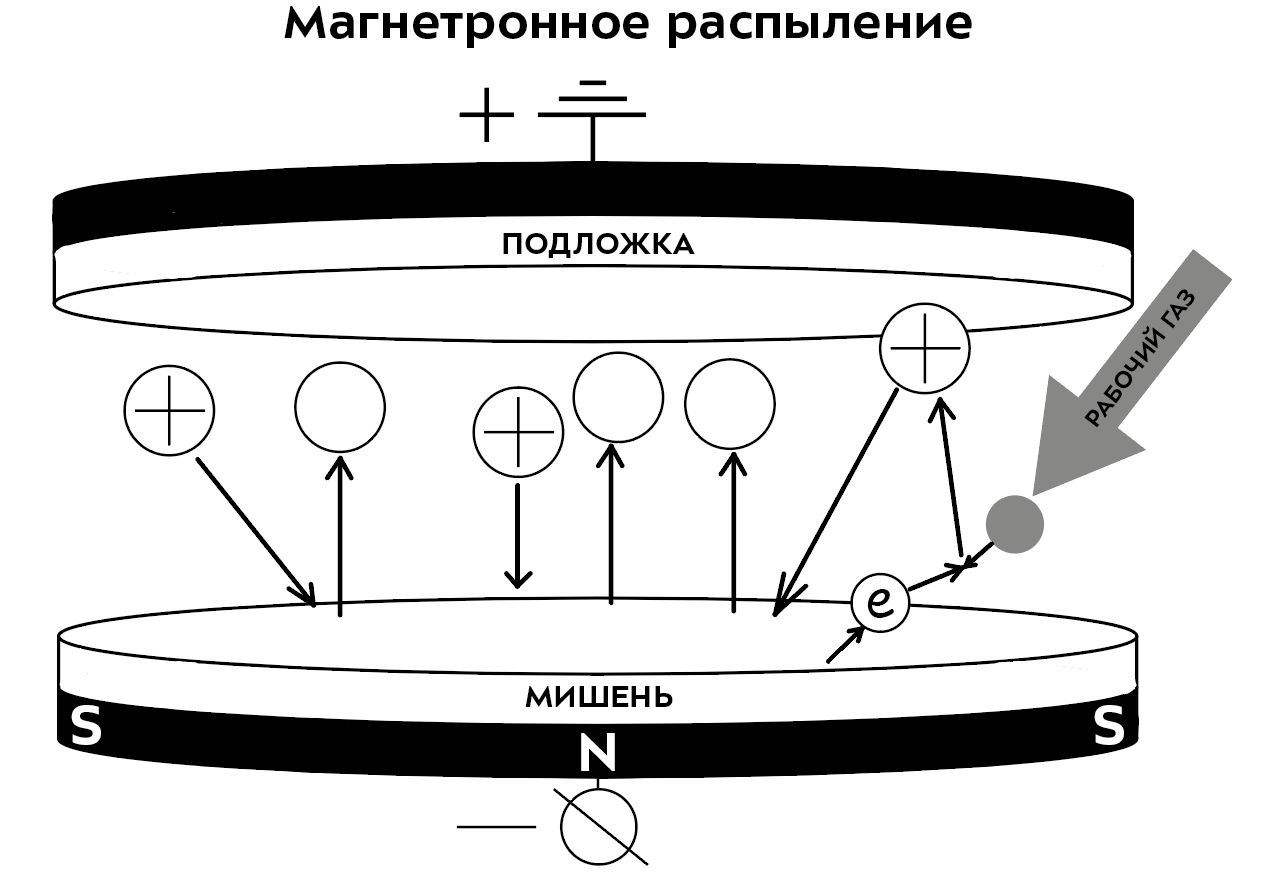 Магнетронное распыление
+
ПОДЛОЖКА
РАБОЧИЙ ГАЗ
e
МИШЕНЬ
S
N
S